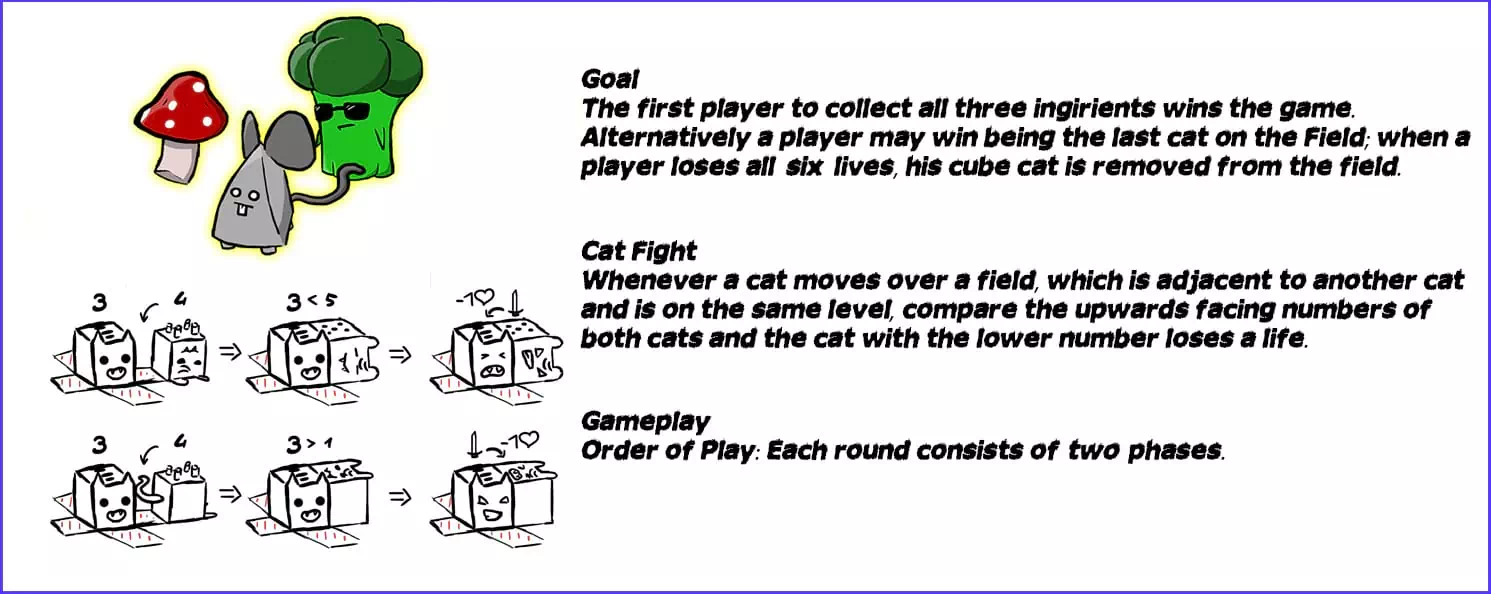 Goal
The first player to collect all three ingirients wins the game.
Alternatively a player may win being the last cat on the Field; when a
player loses all six lives, his cube cat is removed from the field.
Cat Fight
Whenever a cat moves over a field, which is adjacent to another cat
and is on the same level, compare the upwards facing numbers of
both cats and the cat with the lower number loses a life.
3 4 3 < 5 -1♡
3 4 3 > 1 -1♡
Gameplay
Order of Play: Each round consists of two phases.